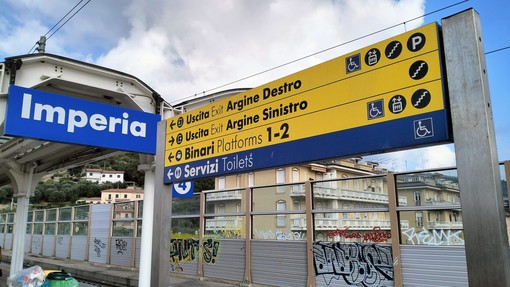 Imperia
Uscita Exit Argine Destro P
Uscita Exit Argine Sinistro
Binari Platforms 1-2
Servizi Toilets